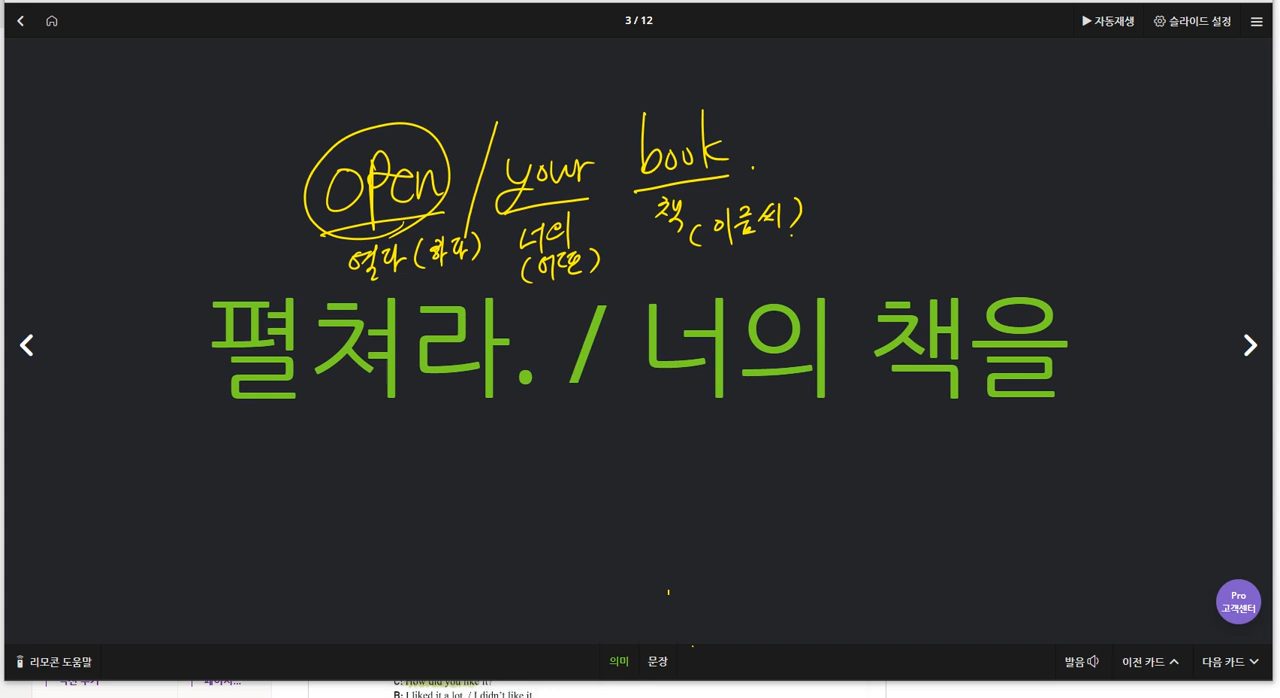 3 / 12
▶ 자동재생
슬라이드 설정
open / your book.
열다 (하다) 너의 (어떤) 책 (이름씨)
펼쳐라. / 너의 책을
Pro
고객센터
리모콘 도움말
의미
문장
발음
이전 카드
다음 카드
C: How did you like it?
B: I liked it a lot. / I didn't like it